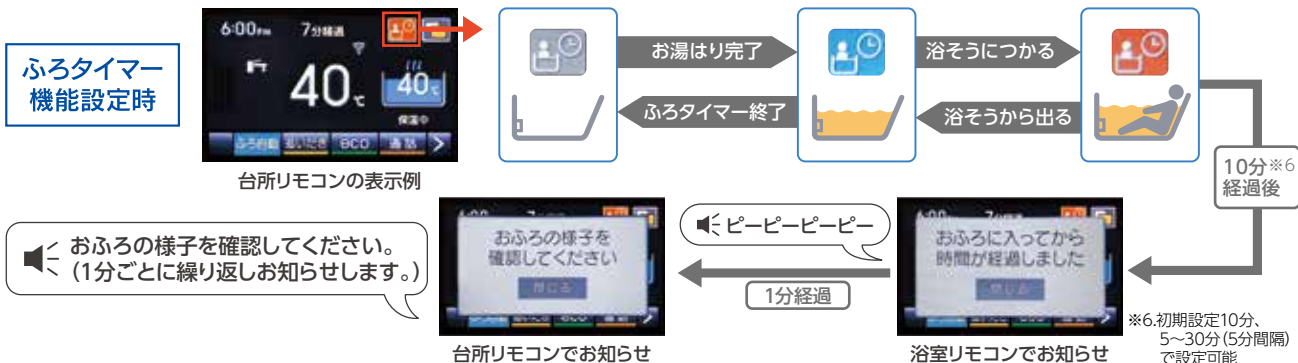 ふろタイマー
機能設定時
6:00PM 7分経過
40℃
40℃
保温中
ふろ自動 追いだき eco 通話 >
台所リモコンの表示例
お湯はり完了
ふろタイマー終了
浴そうにつかる
浴そうから出る
10分※6
経過後
おふろの様子を確認してください。
(1分ごとに繰り返しお知らせします。)
おふろの様子を
確認してください
閉じる
台所リモコンでお知らせ
ピーピーピーピー
1分経過
おふろに入ってから
時間が経過しました
閉じる
浴室リモコンでお知らせ
※6.初期設定10分、
5~30分(5分間隔)
で設定可能